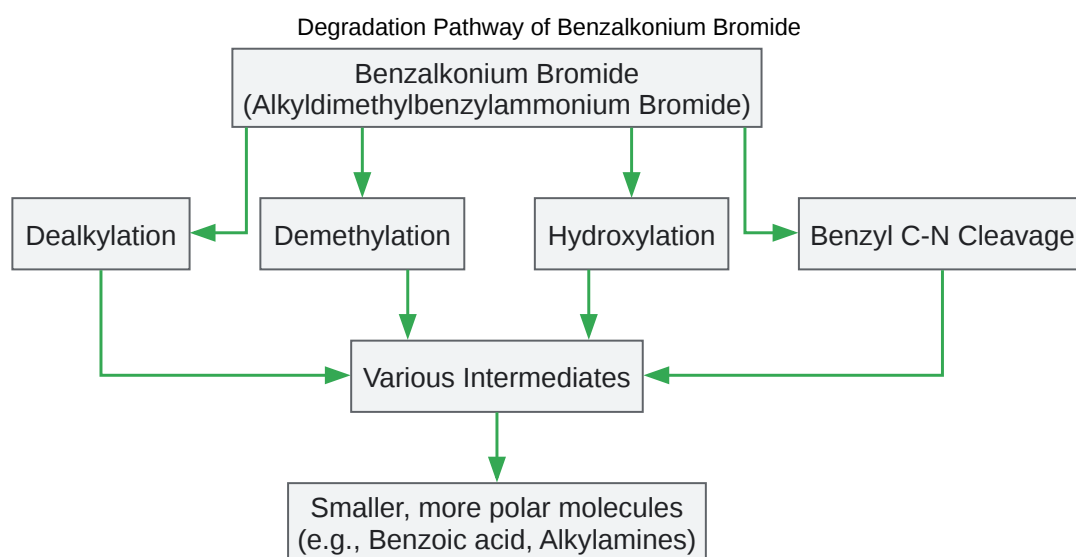 Degradation Pathway of Benzalkonium Bromide
Benzalkonium Bromide
(Alkyldimethylbenzylammonium Bromide)
Dealkylation
Demethylation
Hydroxylation
Benzyl C-N Cleavage
Various Intermediates
Smaller, more polar molecules
(e.g., Benzoic acid, Alkylamines)